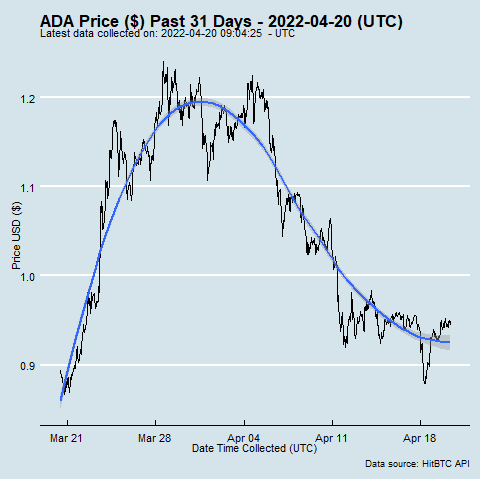 ADA Price ($) Past 31 Days - 2022-04-20 (UTC)
Latest data collected on: 2022-04-20 09:04:25 - UTC
Price USD ($)
1.2
1.1
1.0
0.9
Mar 21 Mar 28 Apr 04 Apr 11 Apr 18
Date Time Collected (UTC)
Data source: HitBTC API